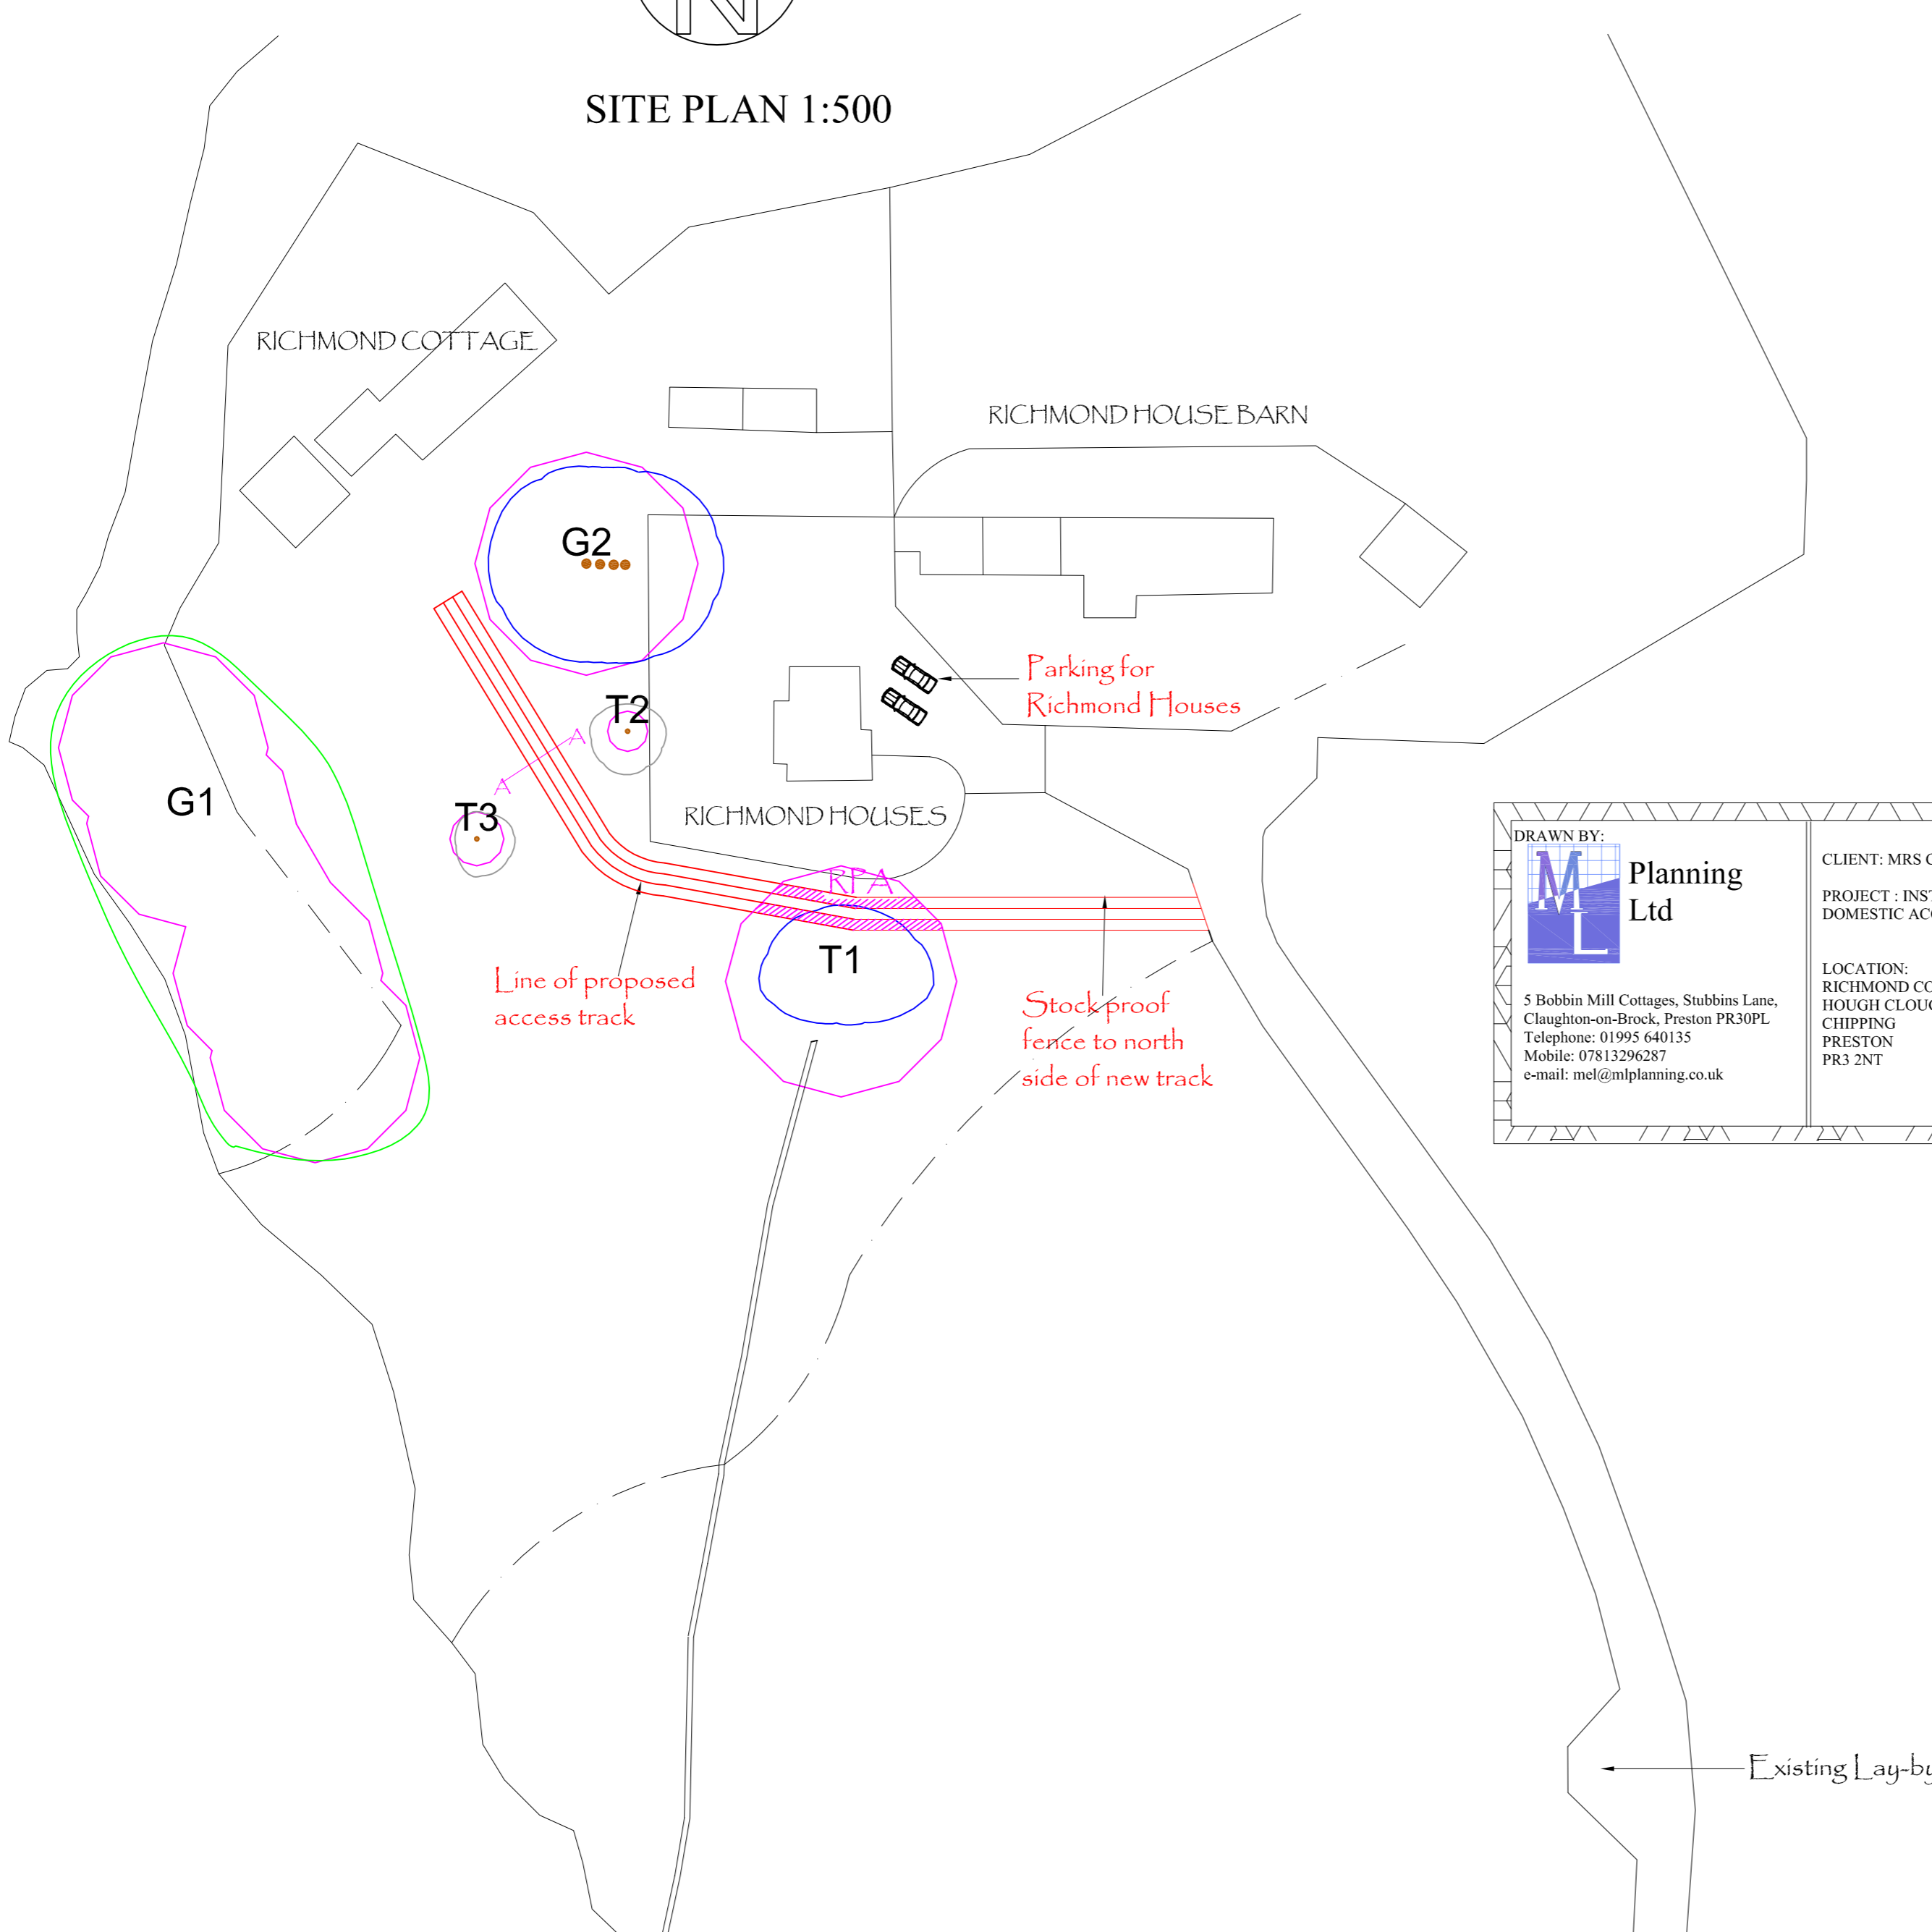 N
SITE PLAN 1:500
RICHMOND COTTAGE
RICHMOND HOUSE BARN
G2
Parking for
Richmond Houses
T2
A
A
G1
T3
RICHMOND HOUSES
RPA
T1
Line of proposed
access track
Stock proof
fence to north
side of new track
DRAWN BY:
ML
Planning
Ltd
5 Bobbin Mill Cottages, Stubbins Lane,
Claughton-on-Brock, Preston PR30PL
Telephone: 01995 640135
Mobile: 07813296287
e-mail: mel@mlplanning.co.uk
CLIENT: MRS
PROJECT :
DOMESTIC
LOCATION:
RICHMOND
HOUGH
CHIPPING
PRESTON
PR3 2NT
Existing Lay-by